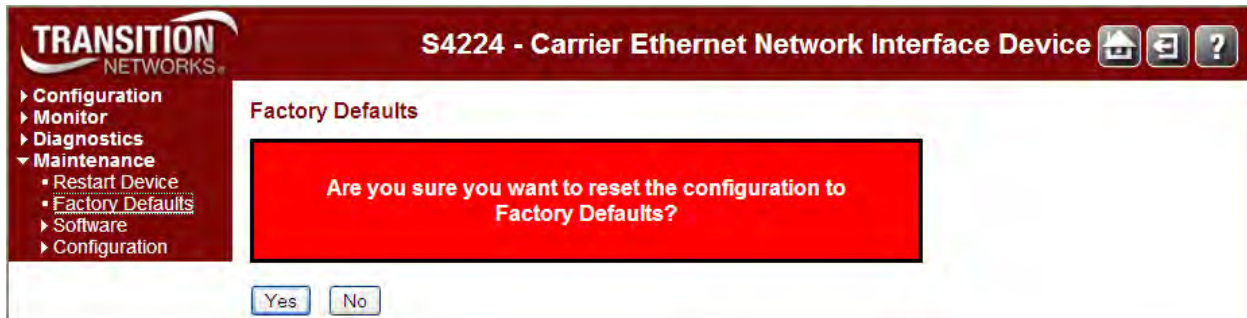 TRANSITION
NETWORKS®
S4224 - Carrier Ethernet Network Interface Device
?
Configuration
Monitor
Diagnostics
Maintenance
Restart Device
Factory Defaults
Software
Configuration
Factory Defaults
Are you sure you want to reset the configuration to
Factory Defaults?
Yes
No